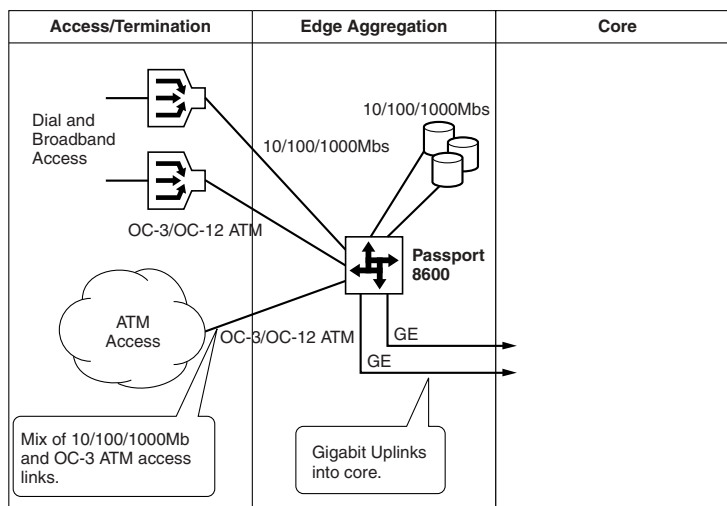 Access/Termination
Edge Aggregation
Core
Dial and
Broadband
Access
10/100/1000Mbs
10/100/1000Mbs
OC-3/OC-12 ATM
Passport
8600
ATM
Access
OC-3/OC-12 ATM
GE
GE
Mix of 10/100/1000Mb
and OC-3 ATM access
links.
Gigabit Uplinks
into core.